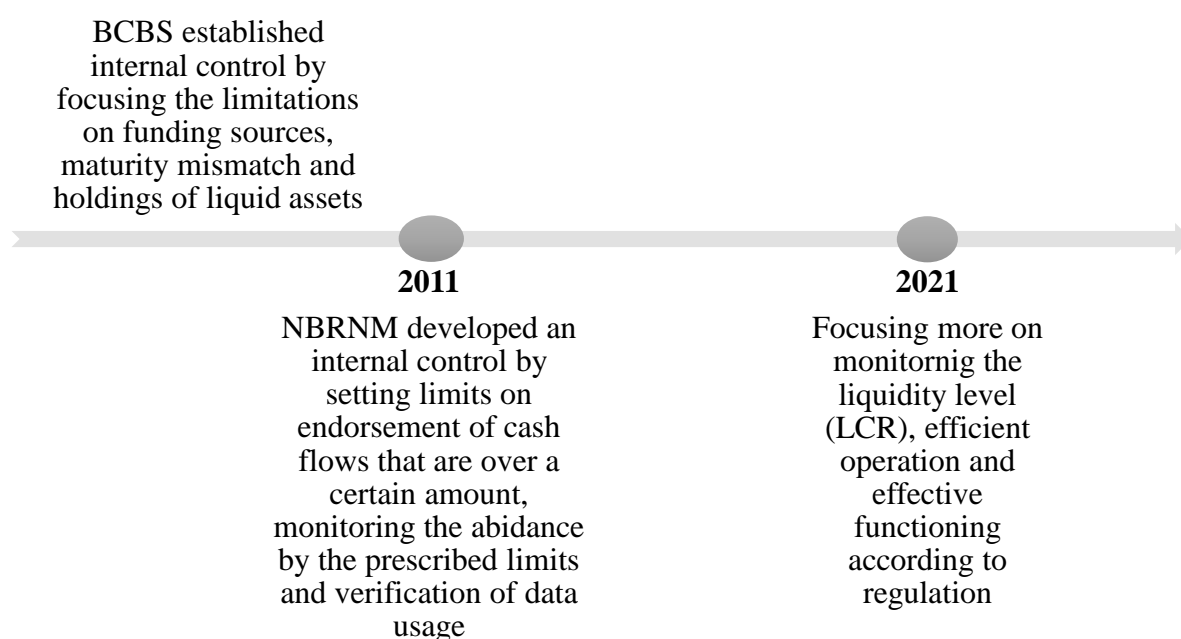 BCBS established
internal control by
focusing the limitations
on funding sources,
maturity mismatch and
holdings of liquid assets
2011
NBRNM developed an
internal control by
setting limits on
endorsement of cash
flows that are over a
certain amount,
monitoring the abidance
by the prescribed limits
and verification of data
usage
2021
Focusing more on
monitornig the
liquidity level
(LCR), efficient
operation and
effective
functioning
according to
regulation